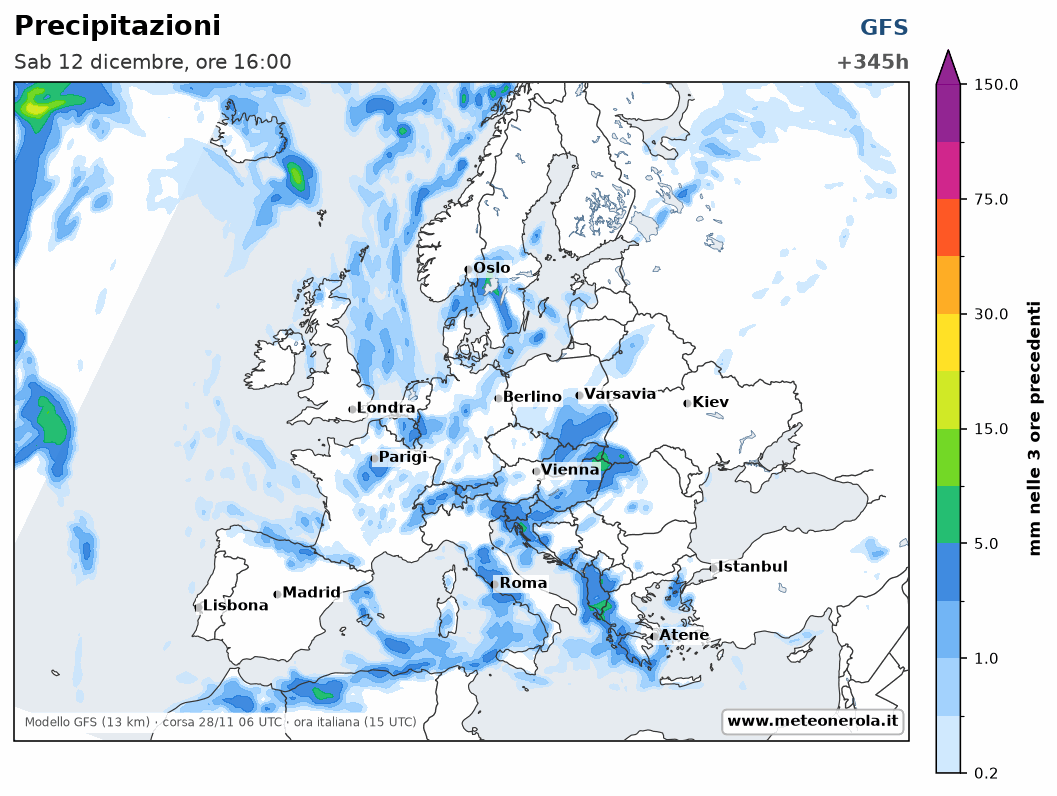 Precipitazioni
GFS
Sab 12 dicembre, ore 16:00
+345h
150.0
75.0
30.0
15.0
5.0
1.0
0.2
mm nelle 3 ore precedenti
Oslo
Berlino
Varsavia
Kiev
Londra
Parigi
Vienna
Istanbul
Roma
Madrid
Lisbona
Atene
Modello GFS (13 km) · corsa 28/11 06 UTC · ora italiana (15 UTC)
www.meteonerola.it